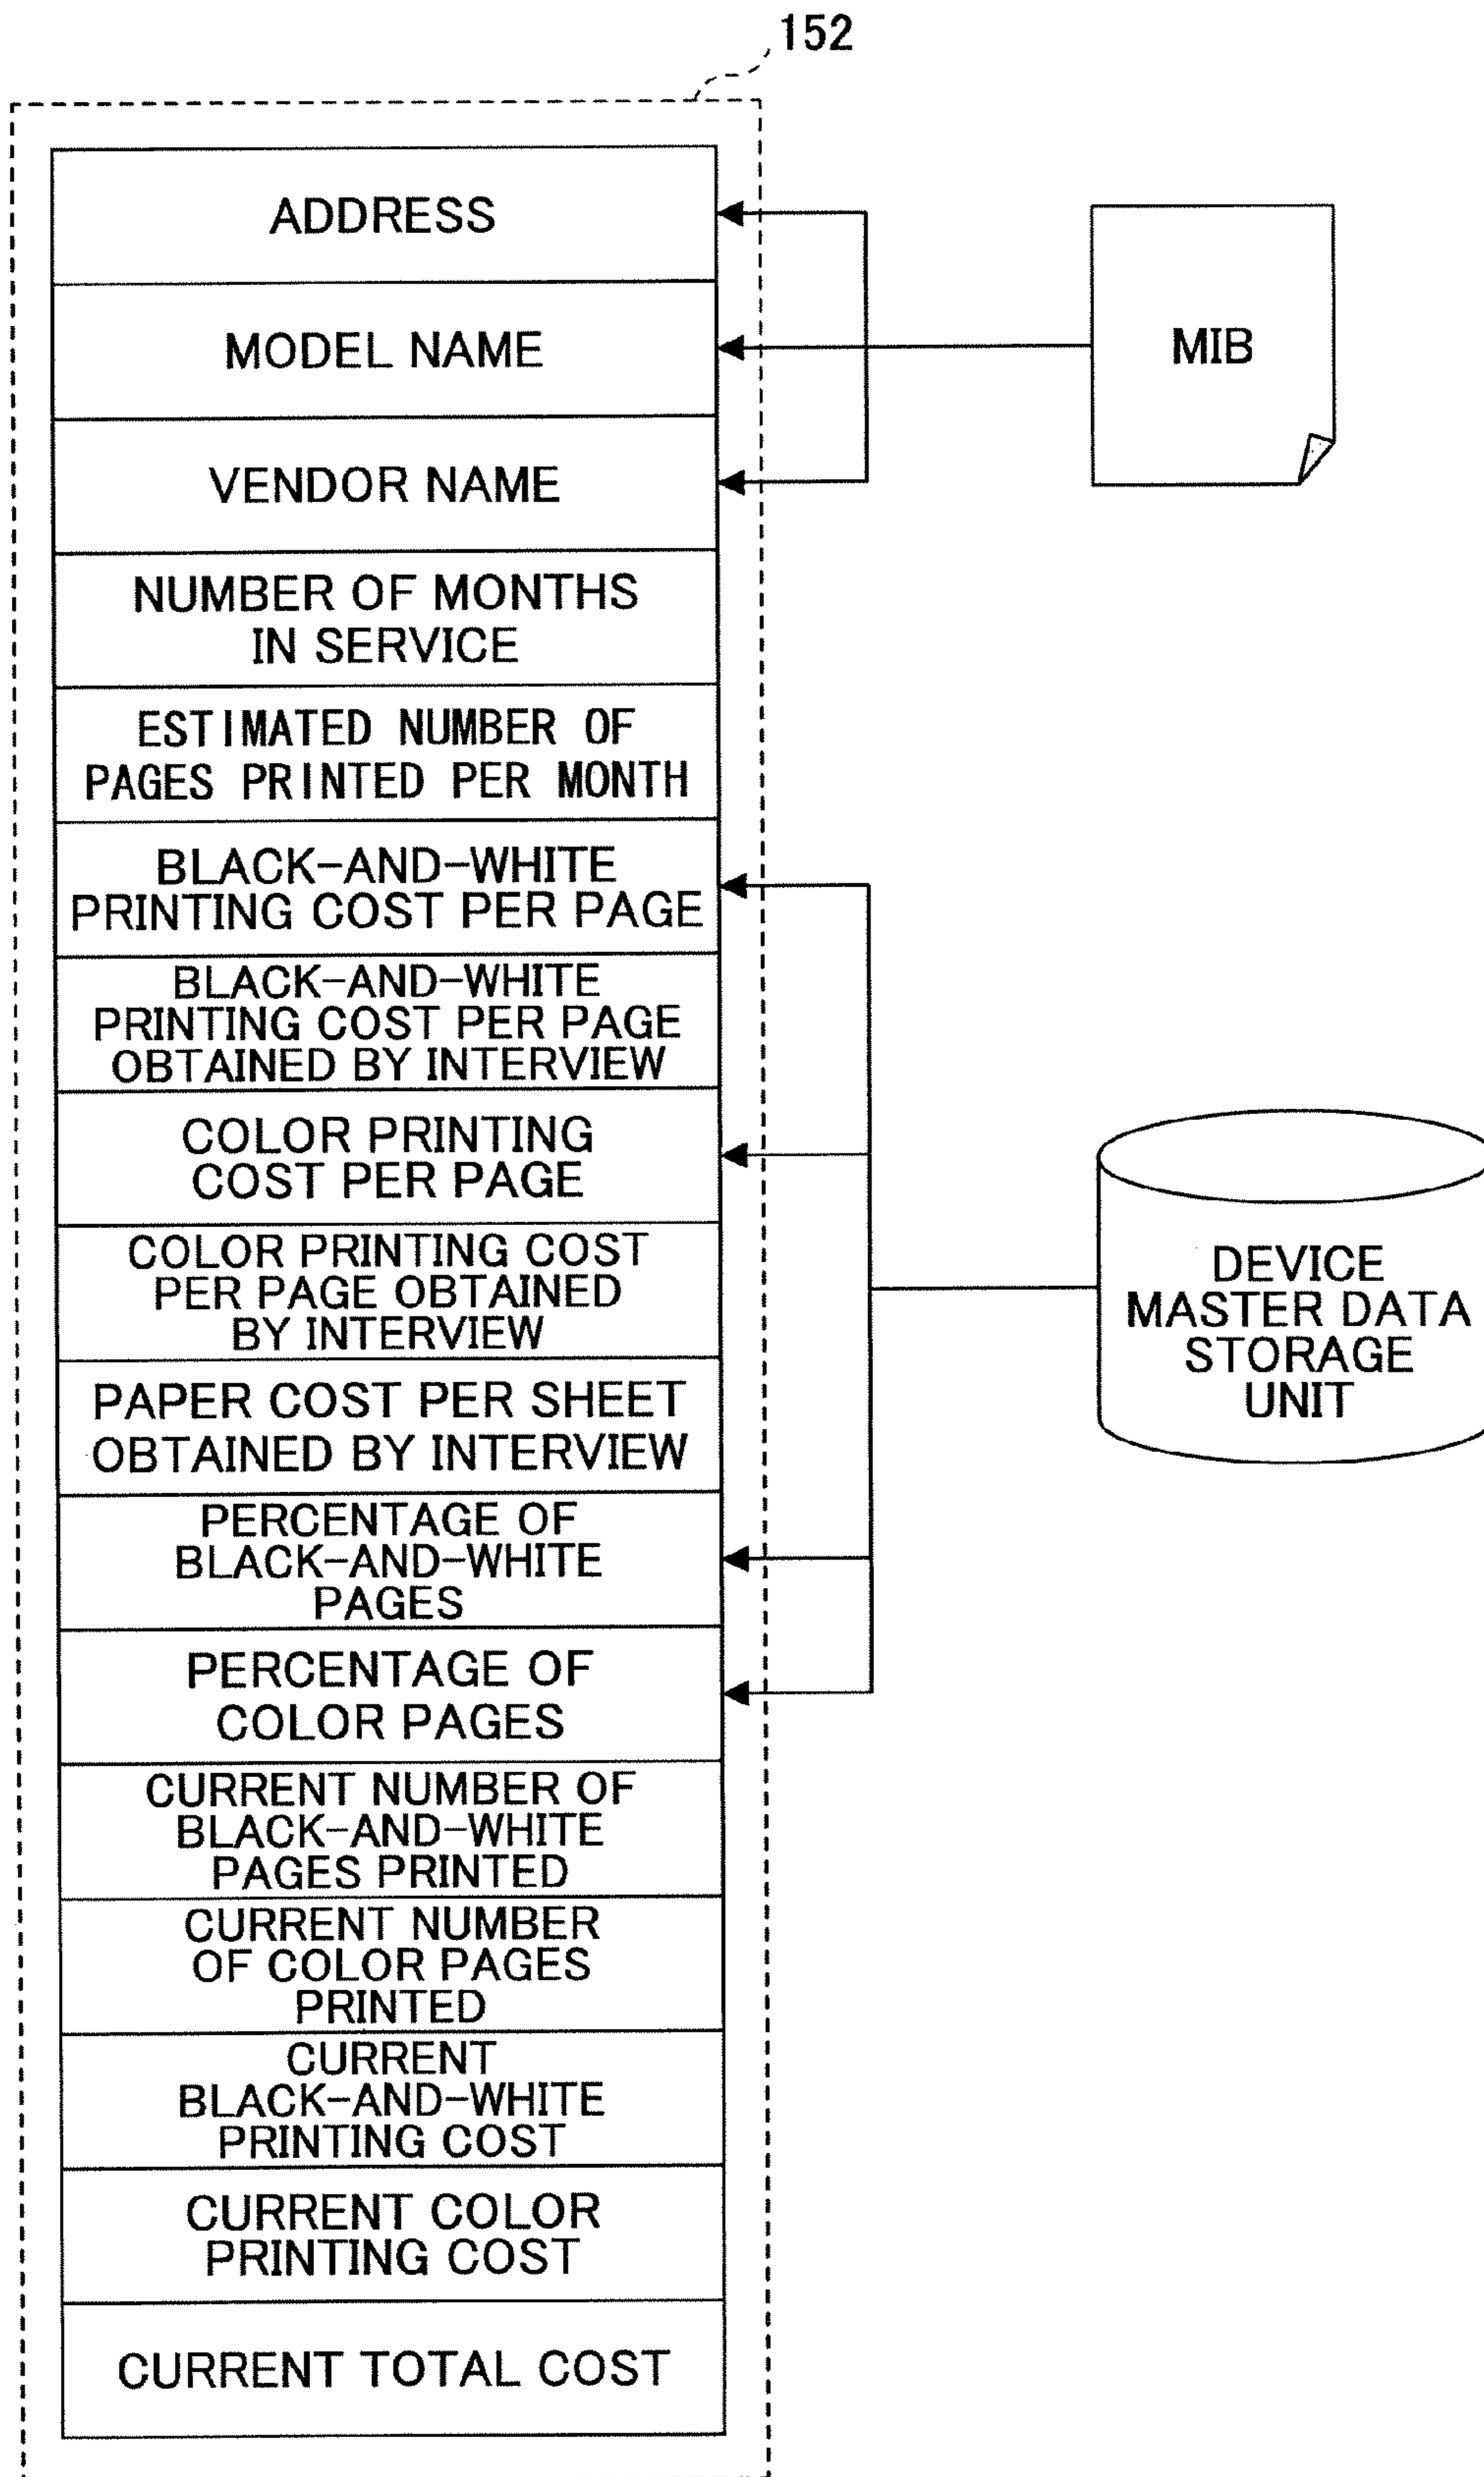 152
ADDRESS
MODEL NAME
VENDOR NAME
NUMBER OF MONTHS
IN SERVICE
ESTIMATED NUMBER OF
PAGES PRINTED PER MONTH
BLACK-AND-WHITE
PRINTING COST PER PAGE
BLACK-AND-WHITE
PRINTING COST PER PAGE
OBTAINED BY INTERVIEW
COLOR PRINTING
COST PER PAGE
COLOR PRINTING COST
PER PAGE OBTAINED
BY INTERVIEW
PAPER COST PER SHEET
OBTAINED BY INTERVIEW
PERCENTAGE OF
BLACK-AND-WHITE
PAGES
PERCENTAGE OF
COLOR PAGES
CURRENT NUMBER OF
BLACK-AND-WHITE
PAGES PRINTED
CURRENT NUMBER
OF COLOR PAGES
PRINTED
CURRENT
BLACK-AND-WHITE
PRINTING COST
CURRENT COLOR
PRINTING COST
CURRENT TOTAL COST
MIB
DEVICE
MASTER DATA
STORAGE
UNIT